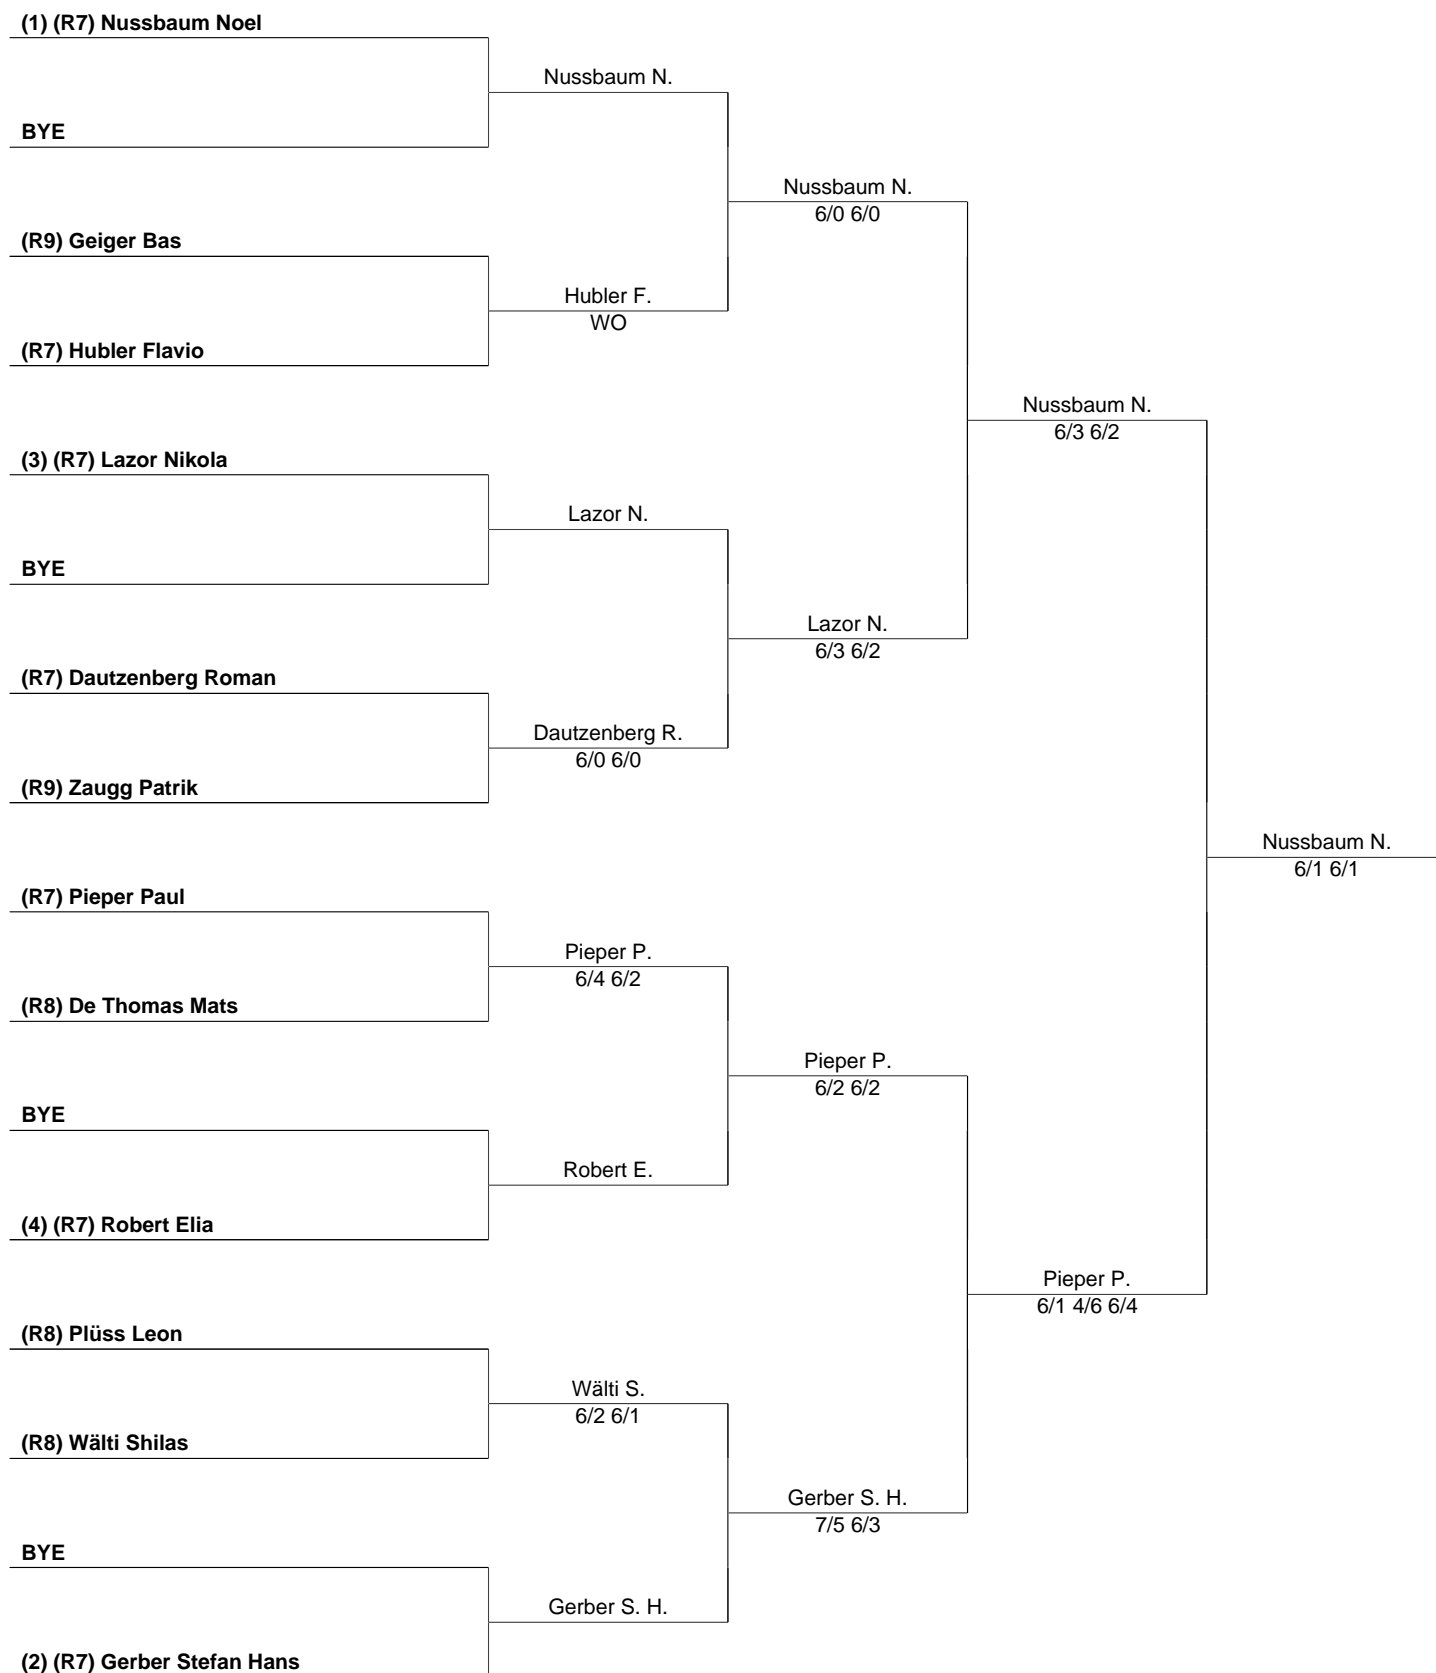 (1) (R7) Nussbaum Noel
Nussbaum N.
BYE
Nussbaum N.
6/0 6/0
(R9) Geiger Bas
Hubler F.
WO
(R7) Hubler Flavio
Nussbaum N.
6/3 6/2
(3) (R7) Lazor Nikola
Lazor N.
BYE
Lazor N.
6/3 6/2
(R7) Dautzenberg Roman
Dautzenberg R.
6/0 6/0
(R9) Zaugg Patrik
Nussbaum N.
6/1 6/1
(R7) Pieper Paul
Pieper P.
6/4 6/2
(R8) De Thomas Mats
Pieper P.
6/2 6/2
BYE
Robert E.
(4) (R7) Robert Elia
Pieper P.
6/1 4/6 6/4
(R8) Plüss Leon
Wälti S.
6/2 6/1
(R8) Wälti Shilas
Gerber S. H.
7/5 6/3
BYE
Gerber S. H.
(2) (R7) Gerber Stefan Hans